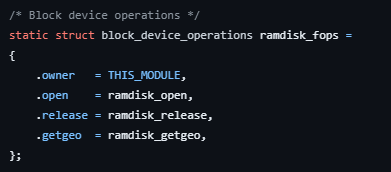 /* Block device operations */
static struct block_device_operations ramdisk_fops =
{
    .owner   = THIS_MODULE,
    .open    = ramdisk_open,
    .release = ramdisk_release,
    .getgeo  = ramdisk_getgeo,
};